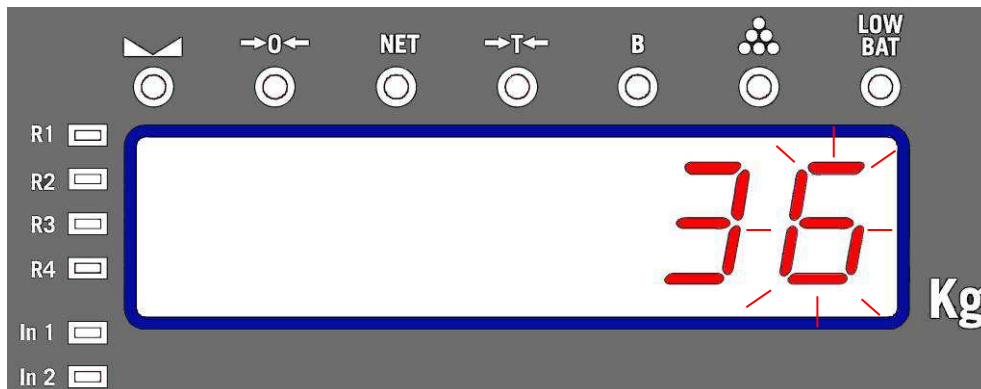 →0← NET →T← B LOW BAT
R1
R2
R3
R4
36
Kg
In 1
In 2